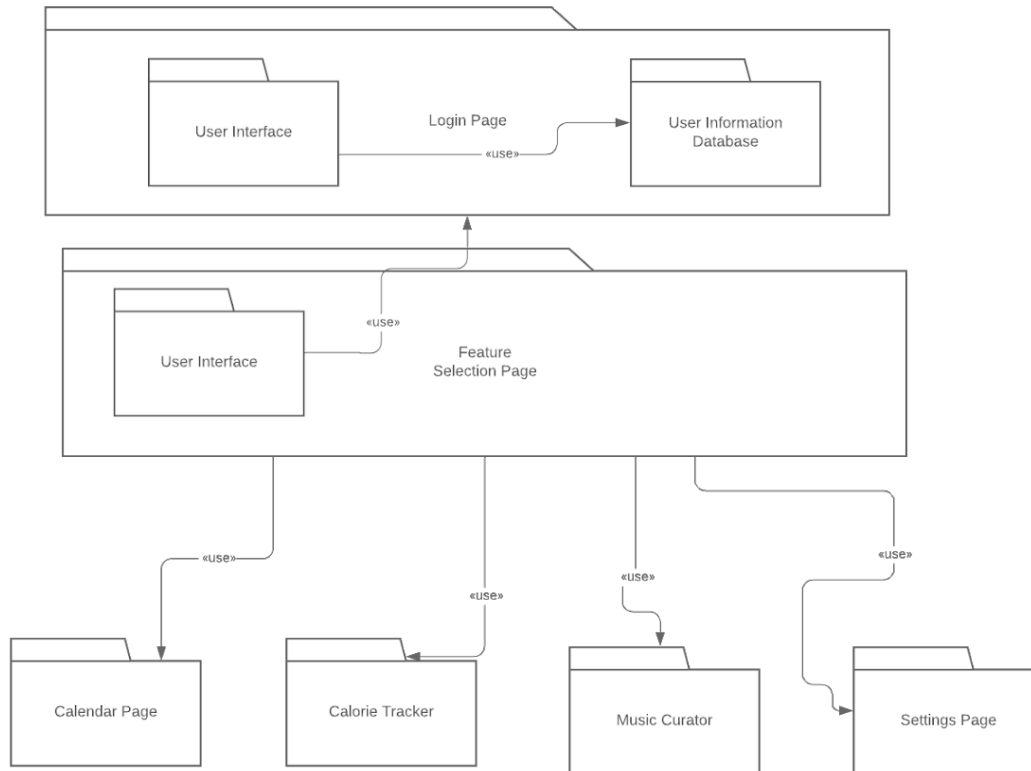 User Interface
Login Page
User Information
Database
«use»
User Interface
«use»
Feature
Selection Page
«use»
«use»
«use»
«use»
Calendar Page
Calorie Tracker
Music Curator
Settings Page